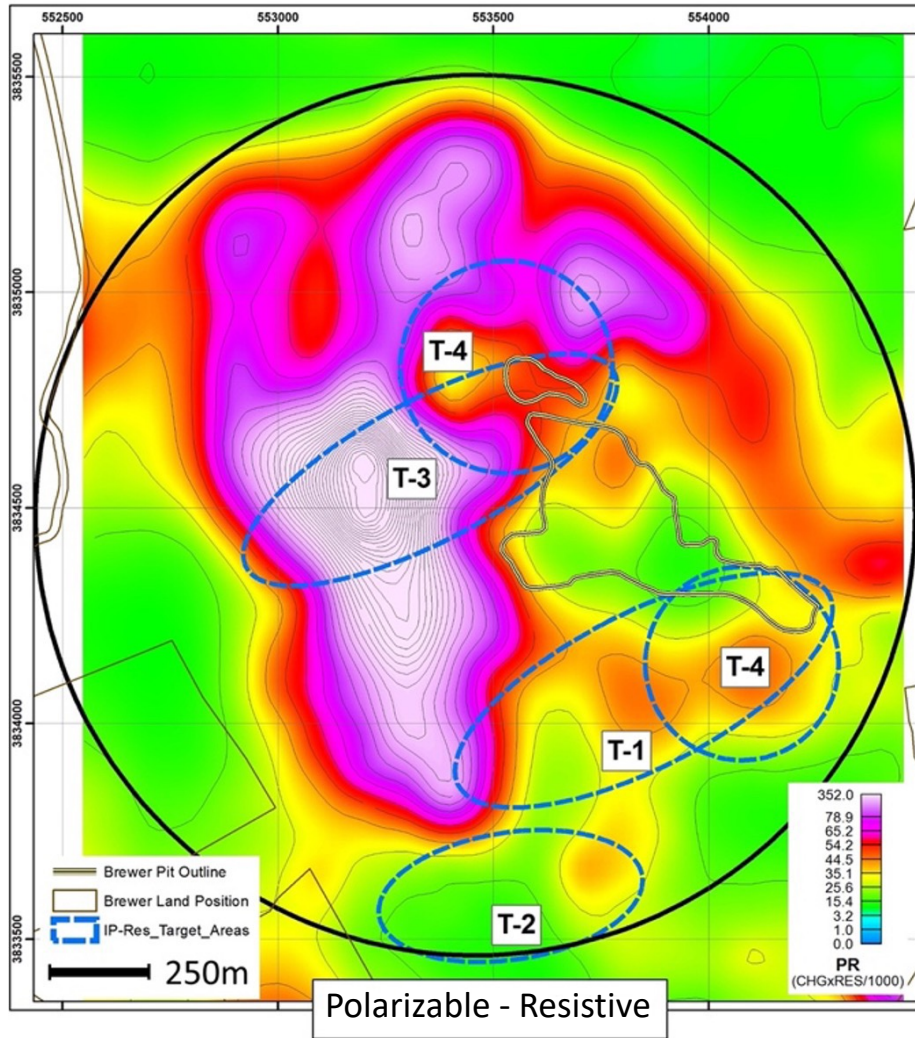 552500
553000
553500
554000
3835500
3835000
3834500
3834000
3833500
T-4
T-3
T-4
T-1
T-2
Brewer Pit Outline
Brewer Land Position
IP-Res_Target_Areas
250m
352.0
78.9
65.2
54.2
44.5
35.1
25.6
15.4
3.2
1.0
0.0
PR
(CHGxRES/1000)
Polarizable - Resistive